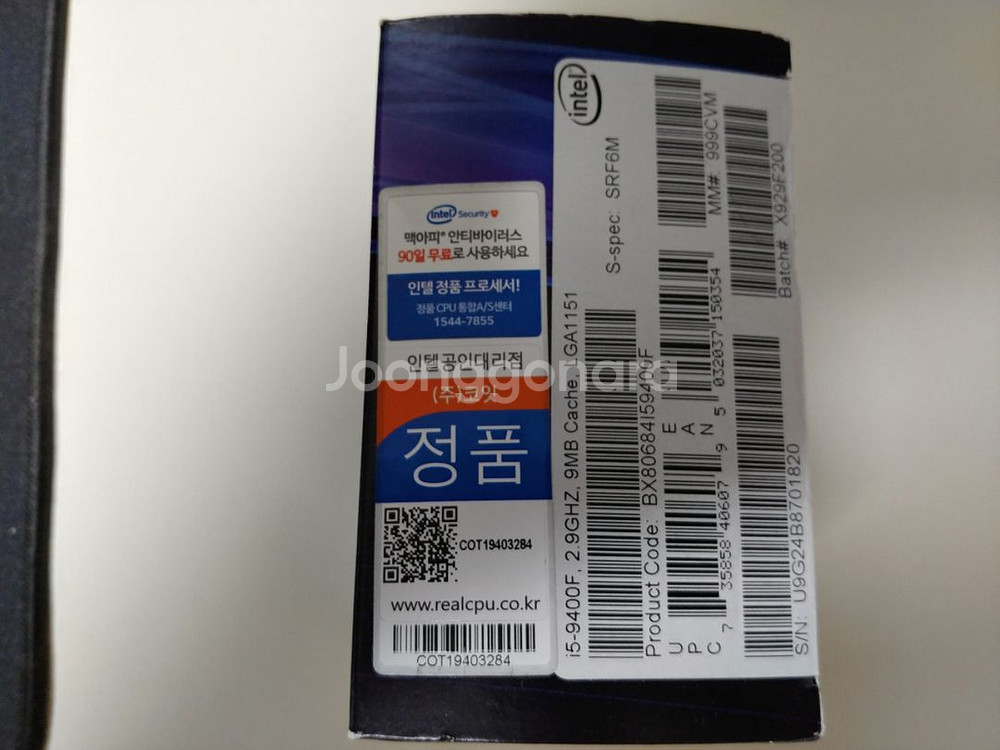 intel Security
맥아피® 안티바이러스
90일 무료로 사용하세요
인텔 정품 프로세서!
정품 CPU 통합A/S센터
1544-7855
인텔 공인대리점
(주)코잇
정품
COT19403284
www.realcpu.co.kr
COT19403284
intel
i5-9400F, 2.9GHZ, 9MB Cache, LGA1151
S-spec: SRF6M
Product Code: BX80684I59400F
MM# 999CVM
UPC
7 35858 40607 9
EAN
5 032037 150354
Batch# X929F200
S/N: U9G24B8701820
Joonggonara